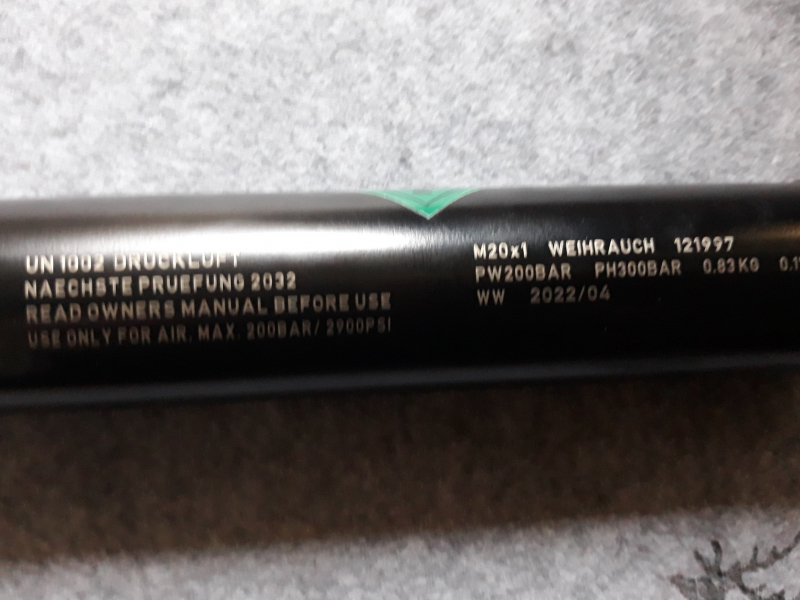 UN 1002 DRUCKLUFT
NAECHSTE PRUEFUNG 2032
READ OWNERS MANUAL BEFORE USE
USE ONLY FOR AIR. MAX. 200BAR/ 2900PSI
M20x1 WEIHRAUCH 121997
PW200BAR PH300BAR 0.83KG
WW 2022/04